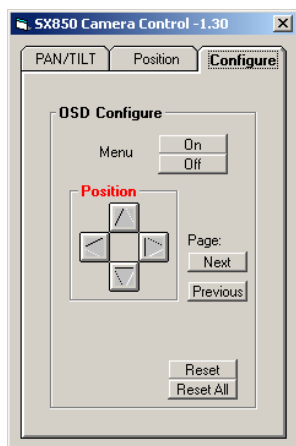 SX850 Camera Control -1.30
PAN/TILT Position Configure
OSD Configure
Menu
On
Off
Position
Page:
Next
Previous
Reset
Reset All